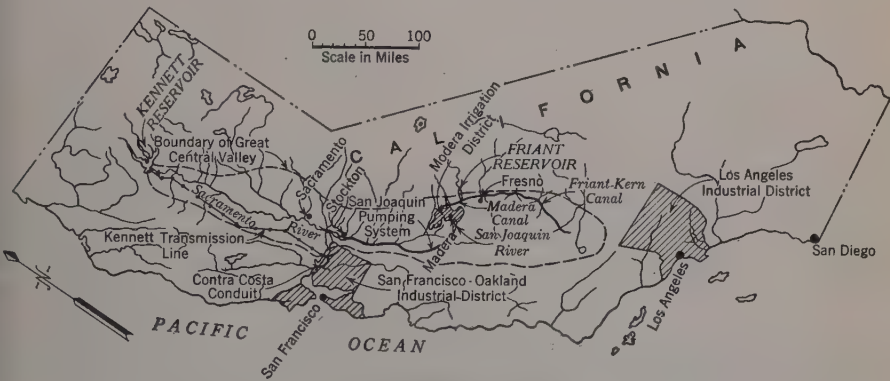 0 50 100
Scale in Miles
KENNETT
RESERVOIR
Boundary of Great
Central Valley
Sacramento
Stockton
CALIFORNIA
Modera Irrigation
District
FRIANT
RESERVOIR
Fresno
Friant-Kern
Canal
Los Angeles
Industrial District
San Joaquin
Pumping
System
Madera
Canal
San Joaquin
River
Madera
Sacramento
River
Kennett Transmission
Line
Contra Costa
Conduit
San Francisco-Oakland
Industrial District
San Francisco
Los Angeles
San Diego
PACIFIC
OCEAN
N